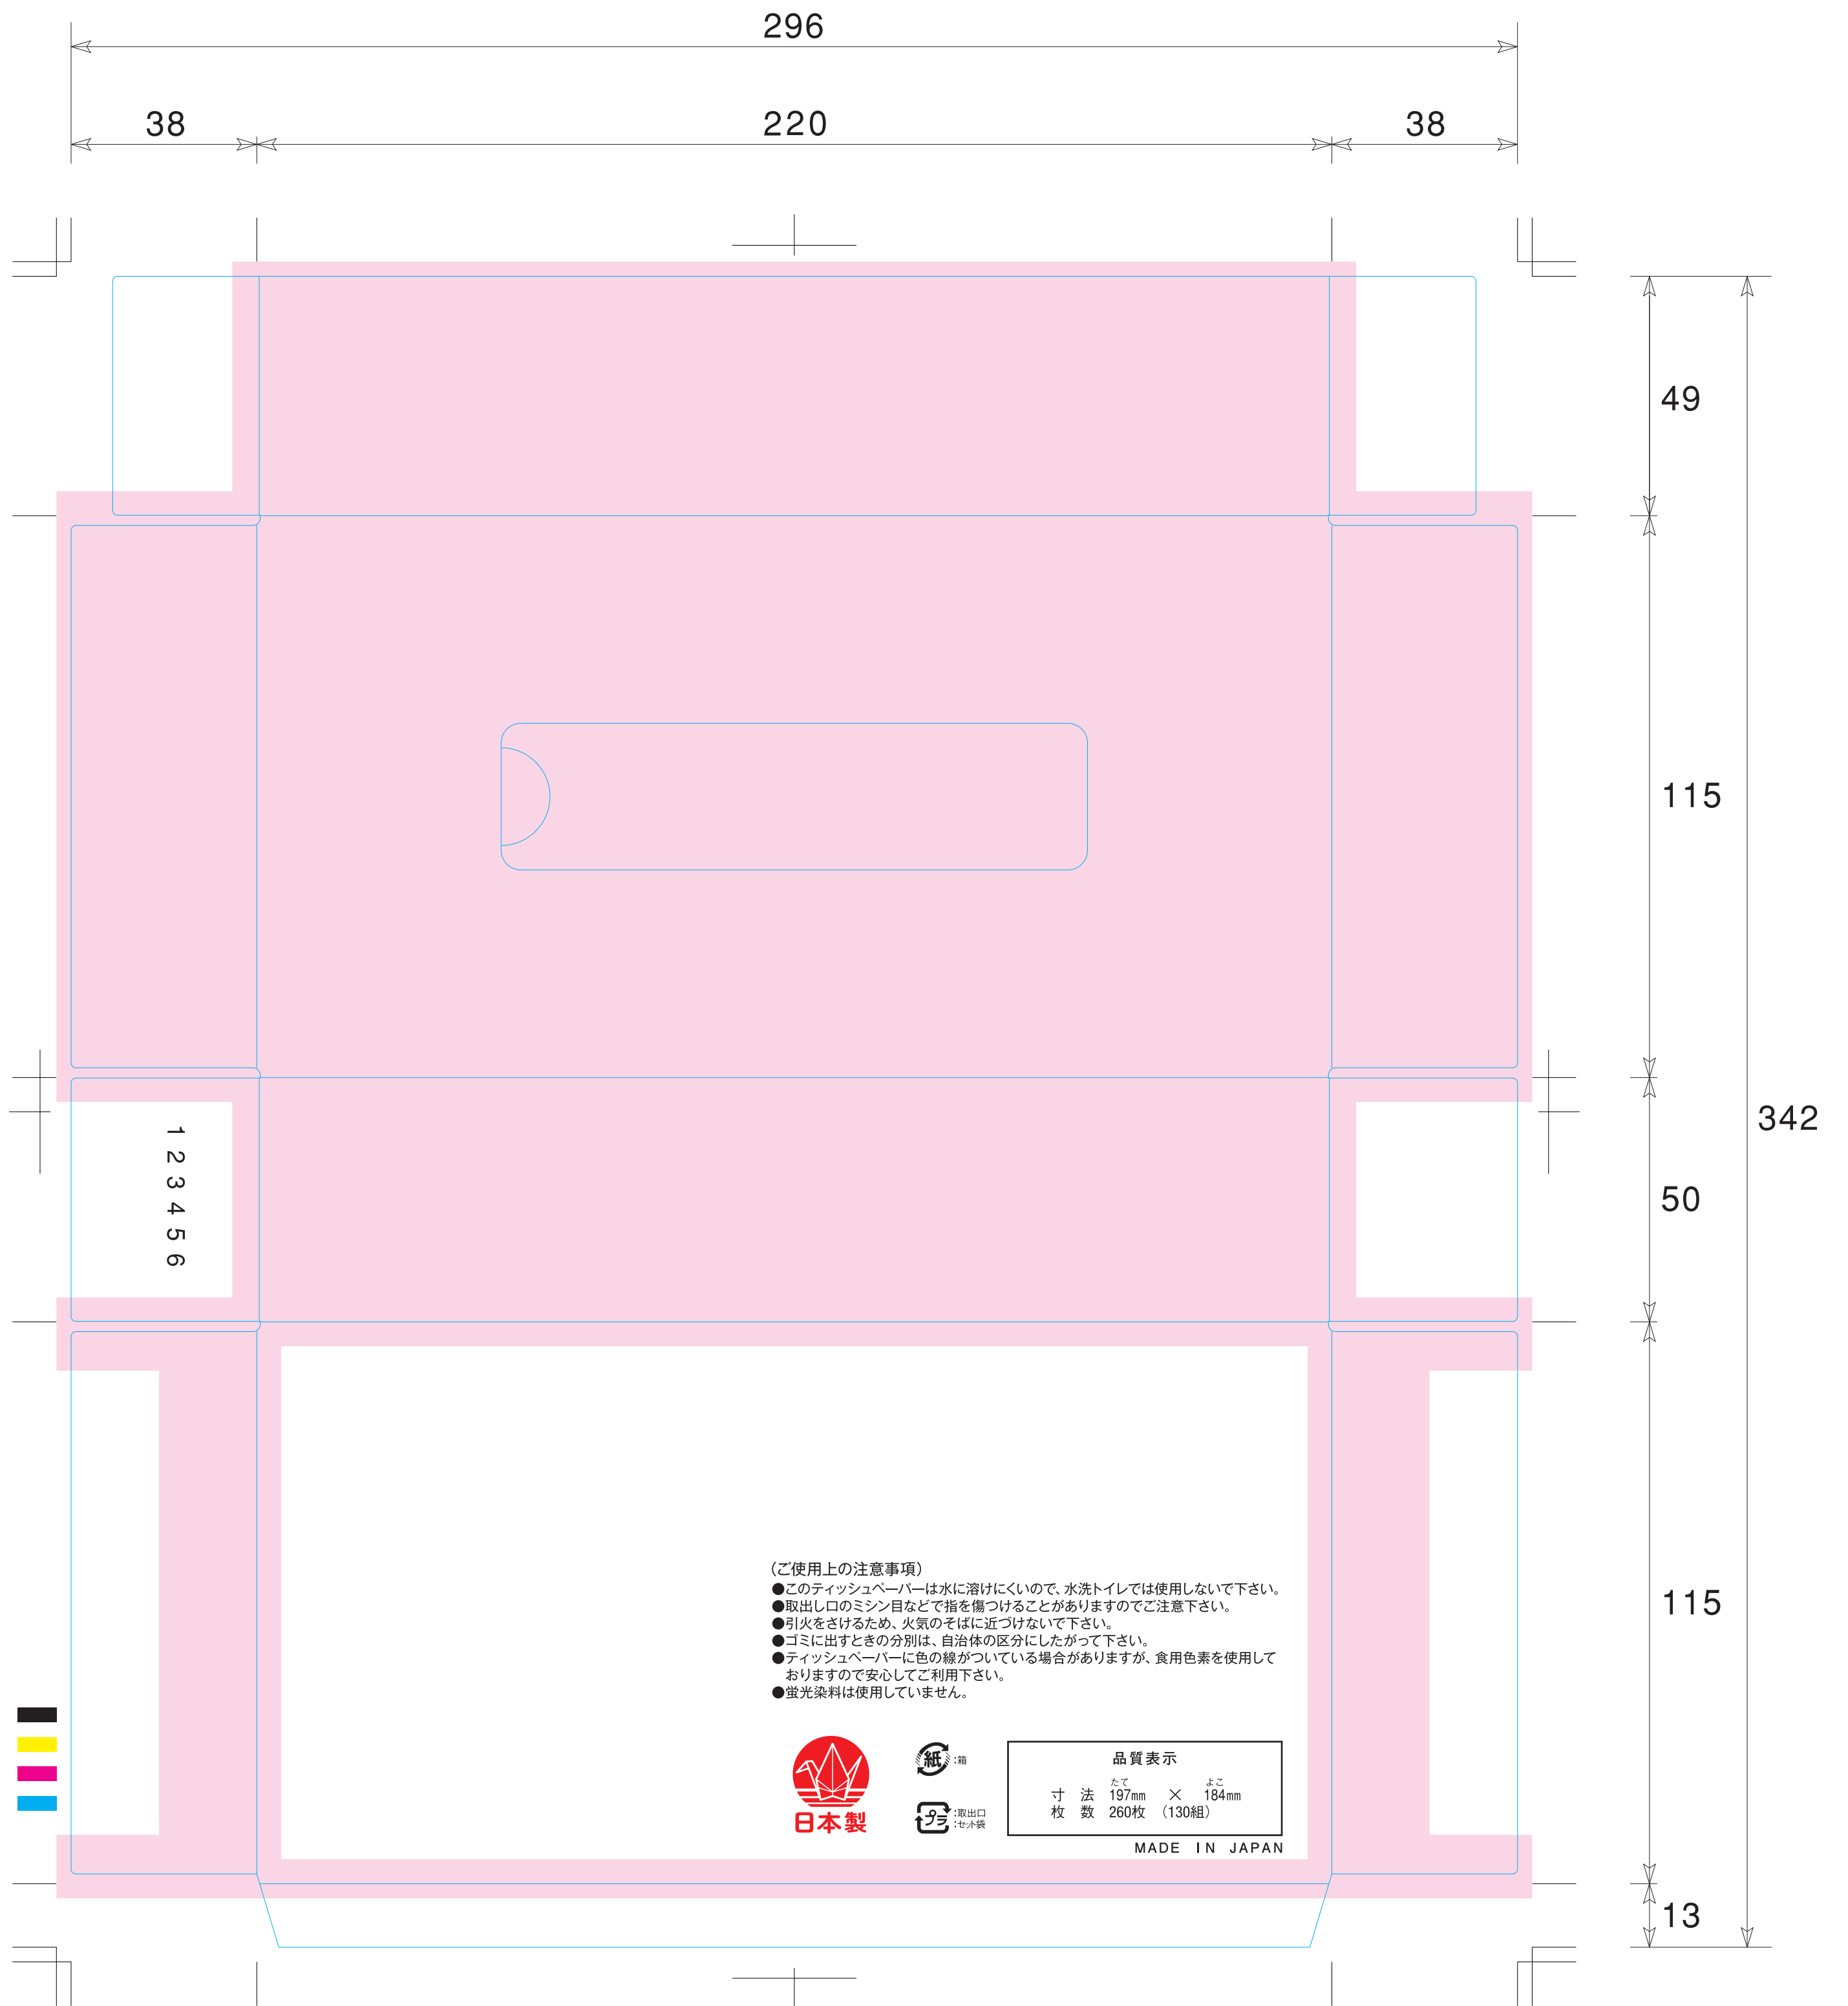 296
38
220
38
49
115
50
342
115
13
1 2 3 4 5 6
(ご使用上の注意事項)
●このティッシュペーパーは水に溶けにくいので、水洗トイレでは使用しないで下さい。
●取出し口のミシン目などで指を傷つけることがありますのでご注意下さい。
●引火をさけるため、火気のそばに近づけないで下さい。
●ゴミに出すときの分別は、自治体の区分にしたがって下さい。
●ティッシュペーパーに色の線がついている場合がありますが、食用色素を使用して
おりますので安心してご利用下さい。
●蛍光染料は使用していません。
日本製
紙 :箱
プラ :取出口
:セット袋
品質表示
たて よこ
寸 法 197mm × 184mm
枚 数 260枚 (130組)
MADE IN JAPAN